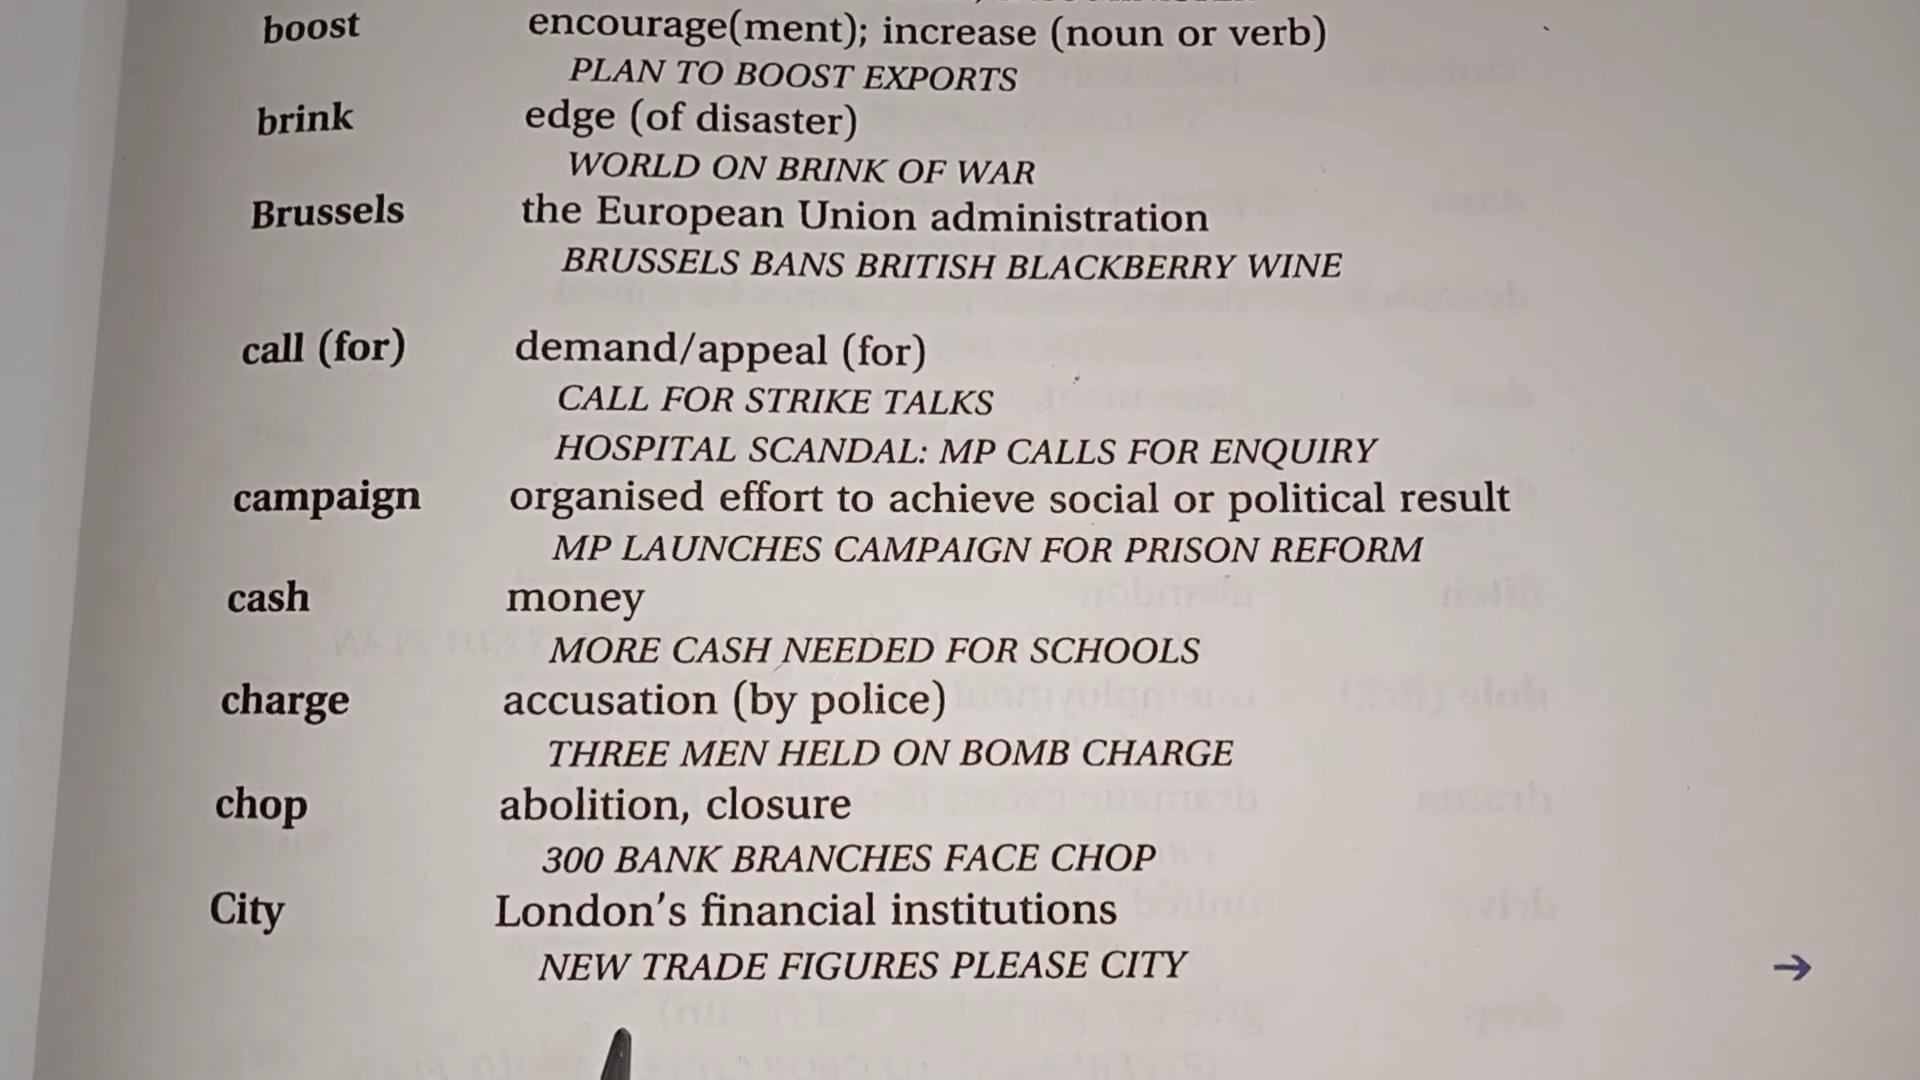 boost encourage(ment); increase (noun or verb)
PLAN TO BOOST EXPORTS
brink edge (of disaster)
WORLD ON BRINK OF WAR
Brussels the European Union administration
BRUSSELS BANS BRITISH BLACKBERRY WINE
call (for) demand/appeal (for)
CALL FOR STRIKE TALKS
HOSPITAL SCANDAL: MP CALLS FOR ENQUIRY
campaign organised effort to achieve social or political result
MP LAUNCHES CAMPAIGN FOR PRISON REFORM
cash money
MORE CASH NEEDED FOR SCHOOLS
charge accusation (by police)
THREE MEN HELD ON BOMB CHARGE
chop abolition, closure
300 BANK BRANCHES FACE CHOP
City London's financial institutions
NEW TRADE FIGURES PLEASE CITY
→